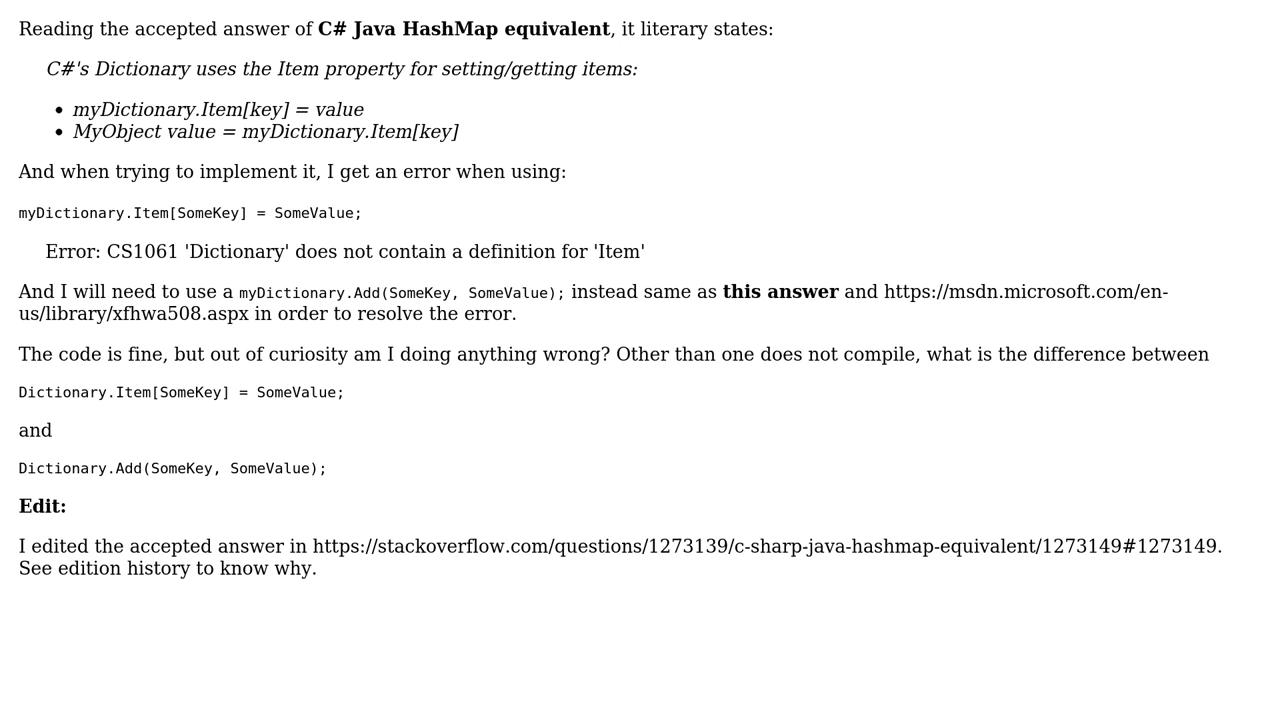 Reading the accepted answer of C# Java HashMap equivalent, it literary states:
C#'s Dictionary uses the Item property for setting/getting items:
• myDictionary.Item[key] = value
• MyObject value = myDictionary.Item[key]
And when trying to implement it, I get an error when using:
myDictionary.Item[SomeKey] = SomeValue;
Error: CS1061 'Dictionary' does not contain a definition for 'Item'
And I will need to use a myDictionary.Add(SomeKey, SomeValue); instead same as this answer and https://msdn.microsoft.com/en-
us/library/xfhwa508.aspx in order to resolve the error.
The code is fine, but out of curiosity am I doing anything wrong? Other than one does not compile, what is the difference between
Dictionary.Item[SomeKey] = SomeValue;
and
Dictionary.Add(SomeKey, SomeValue);
Edit:
I edited the accepted answer in https://stackoverflow.com/questions/1273139/c-sharp-java-hashmap-equivalent/1273149#1273149.
See edition history to know why.